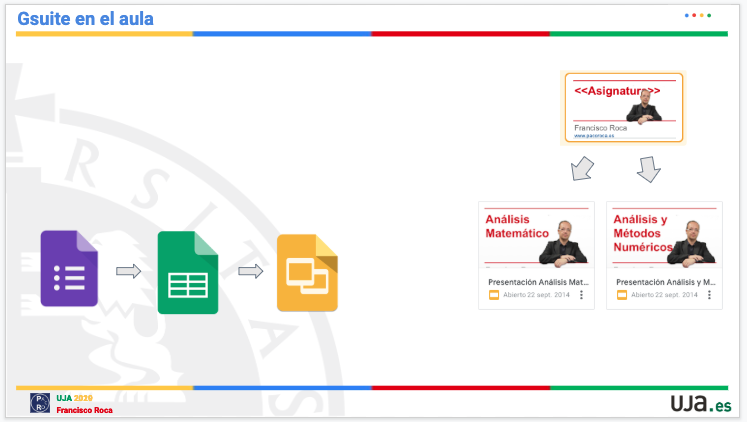 Gsuite en el aula
<<Asignatura>>
Francisco Roca
www.pacoroca.es
Análisis
Matemático
Presentación Análisis Mat...
Abierto 22 sept. 2014
Análisis y
Métodos
Numéricos
Presentación Análisis y M...
Abierto 22 sept. 2014
RSITAS
UJA 2020
Francisco Roca
UJa.es